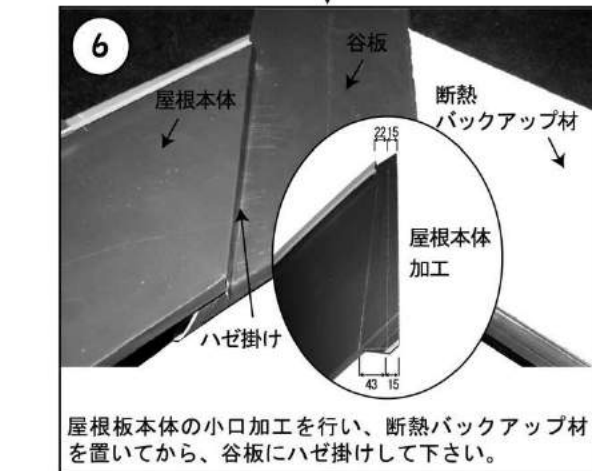 6
谷板
屋根本体
断熱
バックアップ材
22 15
屋根本体
加工
ハゼ掛け
43 15
屋根板本体の小口加工を行い、断熱バックアップ材
を置いてから、谷板にハゼ掛けして下さい。